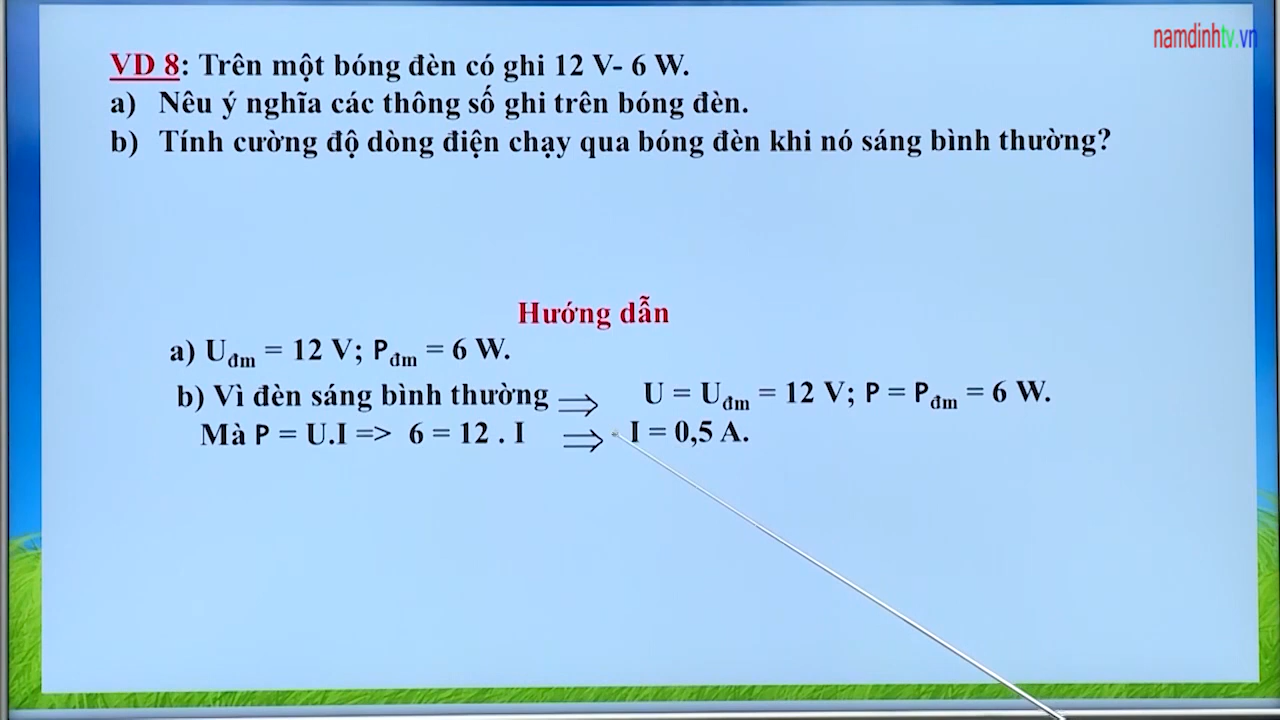 namdinhtv.vn
VD 8: Trên một bóng đèn có ghi 12 V- 6 W.
a) Nêu ý nghĩa các thông số ghi trên bóng đèn.
b) Tính cường độ dòng điện chạy qua bóng đèn khi nó sáng bình thường?
Hướng dẫn
a) Uđm = 12 V; Pđm = 6 W.
b) Vì đèn sáng bình thường ⇒ U = Uđm = 12 V; P = Pđm = 6 W.
Mà P = U.I => 6 = 12 . I ⇒ I = 0,5 A.